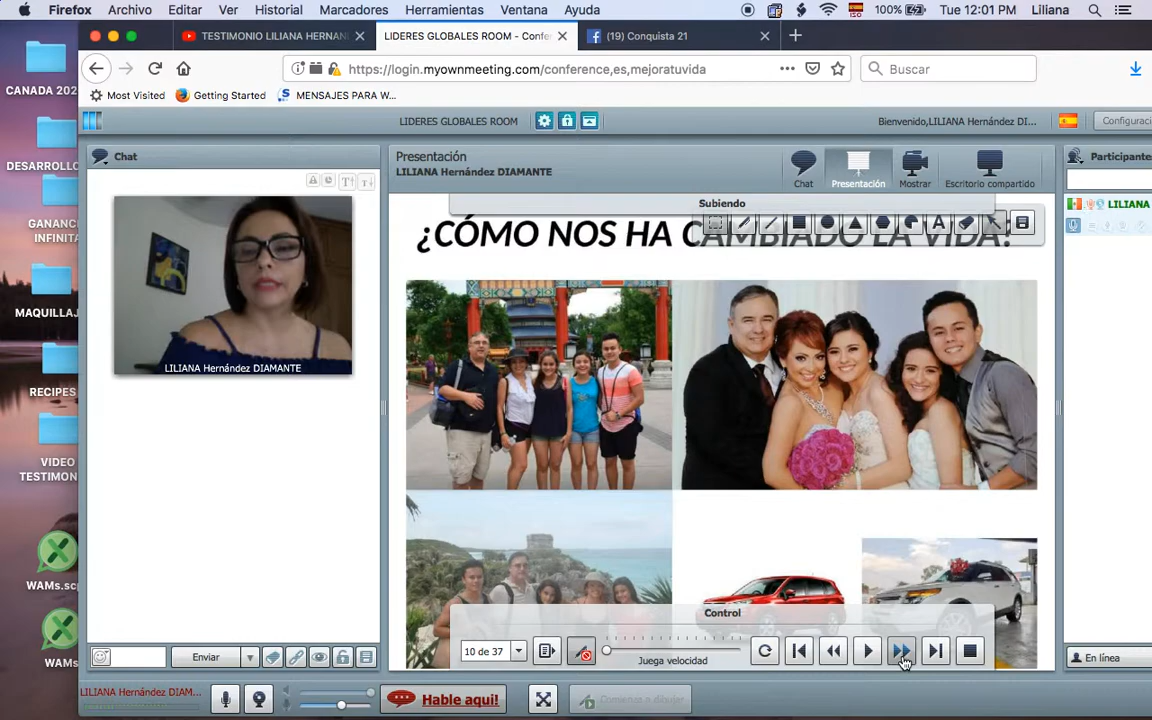 Firefox Archivo Editar Ver Historial Marcadores Herramientas Ventana Ayuda 100% Tue 12:01 PM Liliana
TESTIMONIO LILIANA HERNAN
LIDERES GLOBALES ROOM - Confe
(19) Conquista 21
https://login.myownmeeting.com/conference,es,mejoratuvida
Buscar
Most Visited Getting Started MENSAJES PARA W...
CANADA 202
DESARROLLO
GANANC
INFINITA
MAQUILLAJ
RECIPES
VIDEO
TESTIMON
WAMs.sc
WAMs
LIDERES GLOBALES ROOM
Bienvenido,LILIANA Hernández DI...
Configuraci
Chat
LILIANA Hernández DIAMANTE
Presentación
LILIANA Hernández DIAMANTE
Chat Presentación Mostrar Escritorio compartido
Participante
LILIANA
Subiendo
¿CÓMO NOS HA CAMBIADO LA VIDA?
Control
10 de 37
Juega velocidad
Enviar
En línea
LILIANA Hernández DIAM...
Hable aqui!
Comience a dibujar